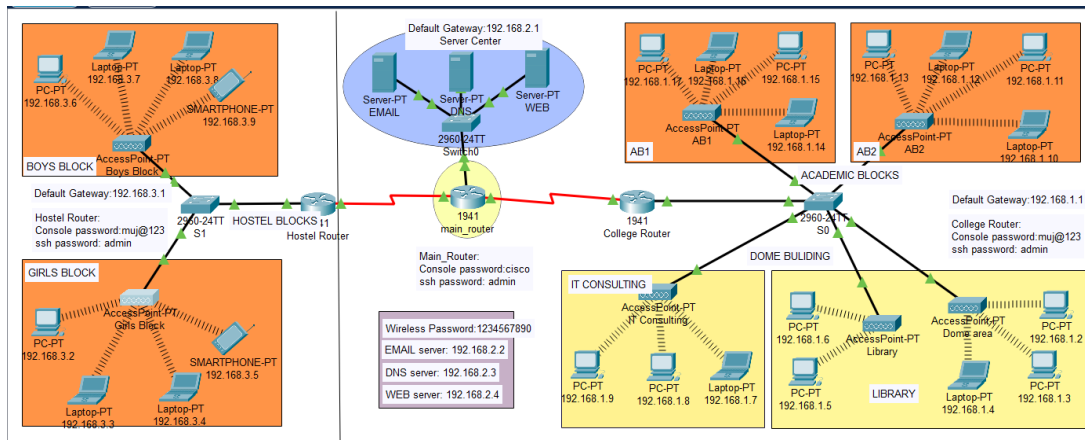 PC-PT
192.168.3.6
Laptop-PT
192.168.3.7
Laptop-PT
192.168.3.8
SMARTPHONE-PT
192.168.3.9
AccessPoint-PT
Boys Block
BOYS BLOCK
Default Gateway:192.168.3.1
Hostel Router:
Console password:muj@123
ssh password: admin
2960-24TT
S1
HOSTEL BLOCKS
Hostel Router
GIRLS BLOCK
AccessPoint-PT
Girls Block
PC-PT
192.168.3.2
Laptop-PT
192.168.3.3
Laptop-PT
192.168.3.4
SMARTPHONE-PT
192.168.3.5
Default Gateway:192.168.2.1
Server Center
Server-PT
EMAIL
Server-PT
DNS
Server-PT
WEB
2960-24TT
Switch0
1941
main_router
Main_Router:
Console password:cisco
ssh password: admin
Wireless Password:1234567890
EMAIL server: 192.168.2.2
DNS server: 192.168.2.3
WEB server: 192.168.2.4
1941
College Router
PC-PT
192.168.1.17
Laptop-PT
192.168.1.16
PC-PT
192.168.1.15
AccessPoint-PT
AB1
Laptop-PT
192.168.1.14
AB1
PC-PT
192.168.1.13
Laptop-PT
192.168.1.12
PC-PT
192.168.1.11
AccessPoint-PT
AB2
Laptop-PT
192.168.1.10
AB2
ACADEMIC BLOCKS
2960-24TT
S0
Default Gateway:192.168.1.1
College Router:
Console password:muj@123
ssh password: admin
DOME BULIDING
IT CONSULTING
AccessPoint-PT
IT Consulting
PC-PT
192.168.1.9
PC-PT
192.168.1.8
Laptop-PT
192.168.1.7
PC-PT
192.168.1.6
PC-PT
192.168.1.5
AccessPoint-PT
Library
AccessPoint-PT
Dome area
PC-PT
192.168.1.2
Laptop-PT
192.168.1.4
PC-PT
192.168.1.3
LIBRARY